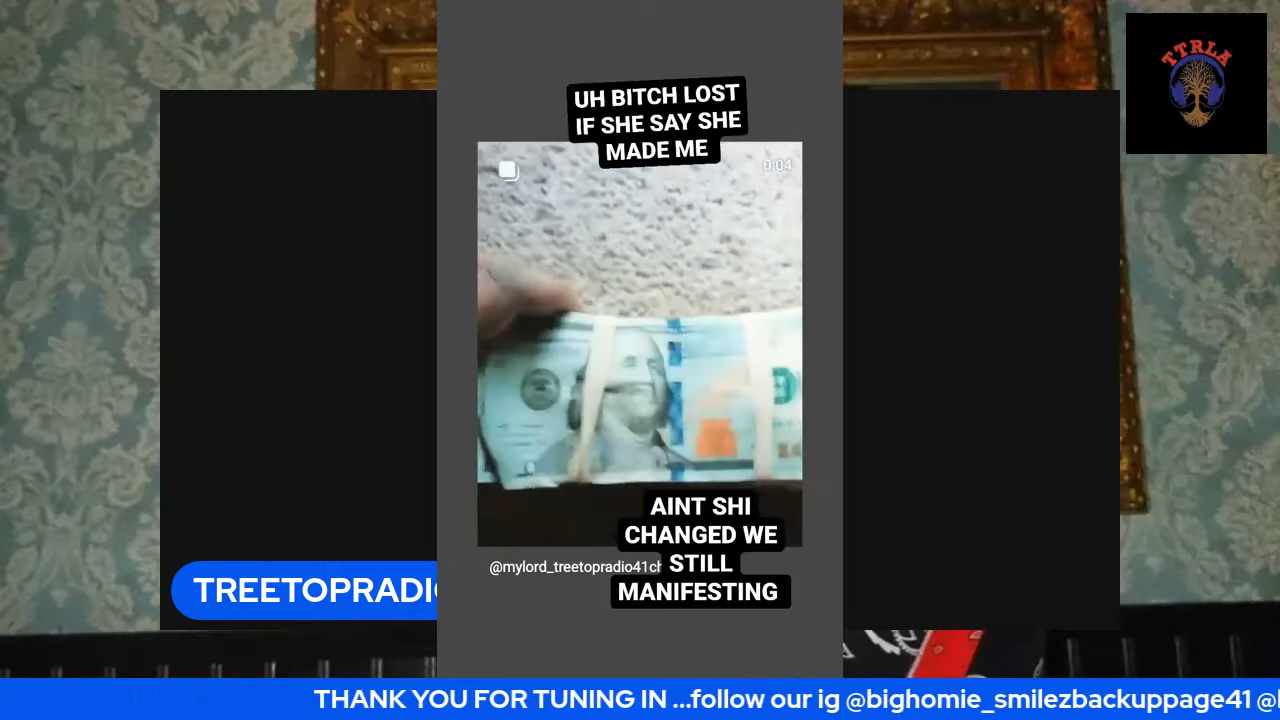 TTRLA
UH BITCH LOST
IF SHE SAY SHE
MADE ME
0:04
AINT SHI
CHANGED WE
STILL
MANIFESTING
@mylord_treetopradio41ch
TREETOPRADIO
THANK YOU FOR TUNING IN ...follow our ig @bighomie_smilezbackuppage41 @